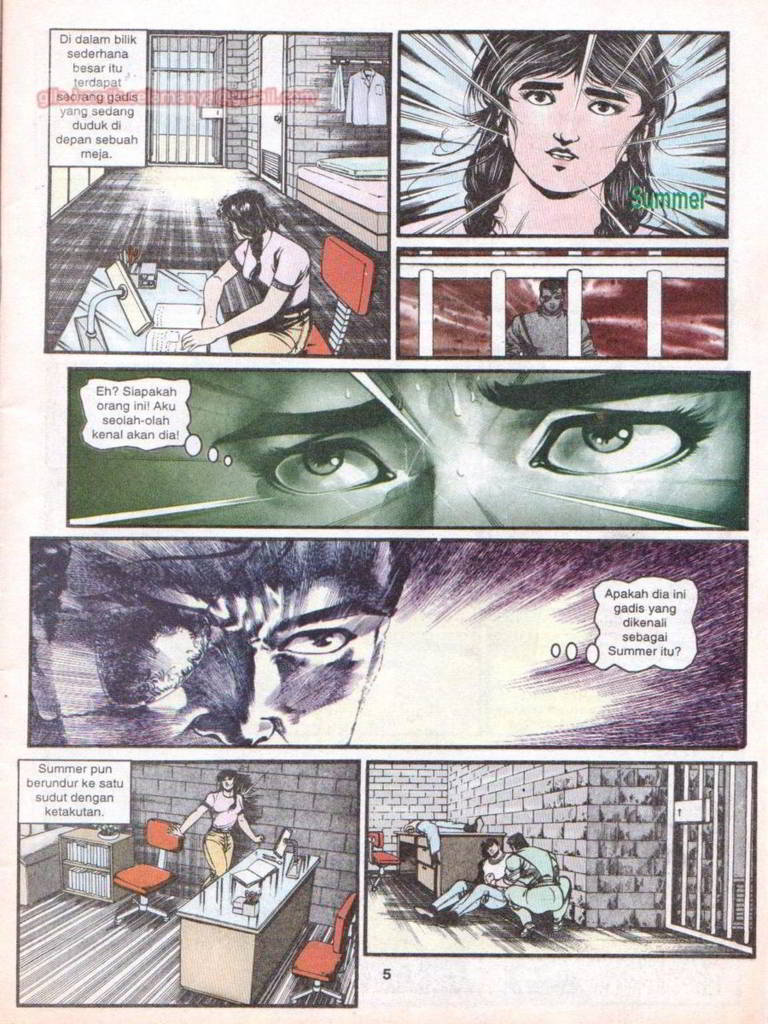 Di dalam bilik
sederhana
besar itu
terdapat
seorang gadis
yang sedang
duduk di
depan sebuah
meja.
Summer
Eh? Siapakah
orang ini! Aku
seolah-olah
kenal akan dia!
Apakah dia ini
gadis yang
dikenali
sebagai
Summer itu?
Summer pun
berundur ke satu
sudut dengan
ketakutan.
5